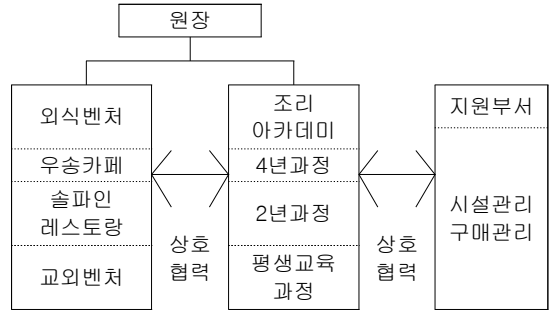 원장
외식벤처
우송카페
솔파인
레스토랑
교외벤처
상호
협력
조리
아카데미
4년과정
2년과정
평생교육
과정
상호
협력
지원부서
시설관리
구매관리